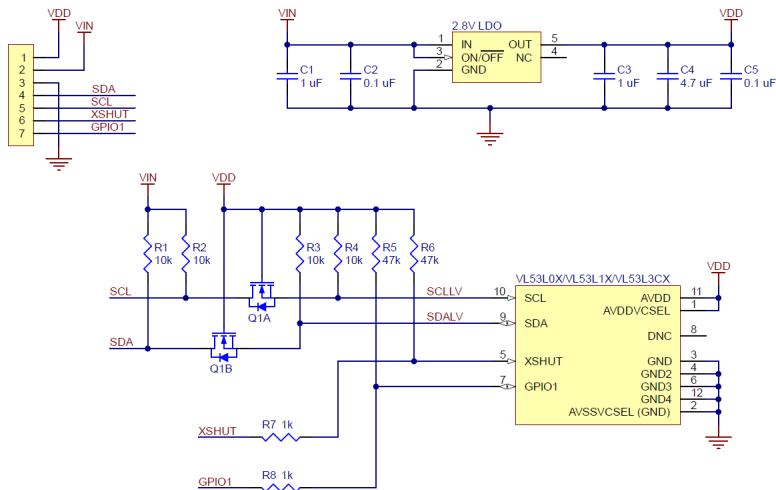 VDD
VIN
1
2
3
4 SDA
5 SCL
6 XSHUT
7 GPIO1
VIN
VDD
2.8V LDO
1 IN OUT 5
3 ON/OFF NC 4
2 GND
C1
1 uF
C2
0.1 uF
C3
1 uF
C4
4.7 uF
C5
0.1 uF
VIN
VDD
R1
10k
R2
10k
R3
10k
R4
10k
R5
47k
R6
47k
SCL
Q1A
SCLLV
SDALV
SDA
Q1B
VL53L0X/VL53L1X/VL53L3CX
VDD
10 SCL
9 SDA
5 XSHUT
7 GPIO1
AVDD 11
AVDDVCSEL 1
DNC 8
GND 3
GND2 4
GND3 6
GND4 12
AVSSVCSEL (GND) 2
XSHUT
R7 1k
GPIO1
R8 1k